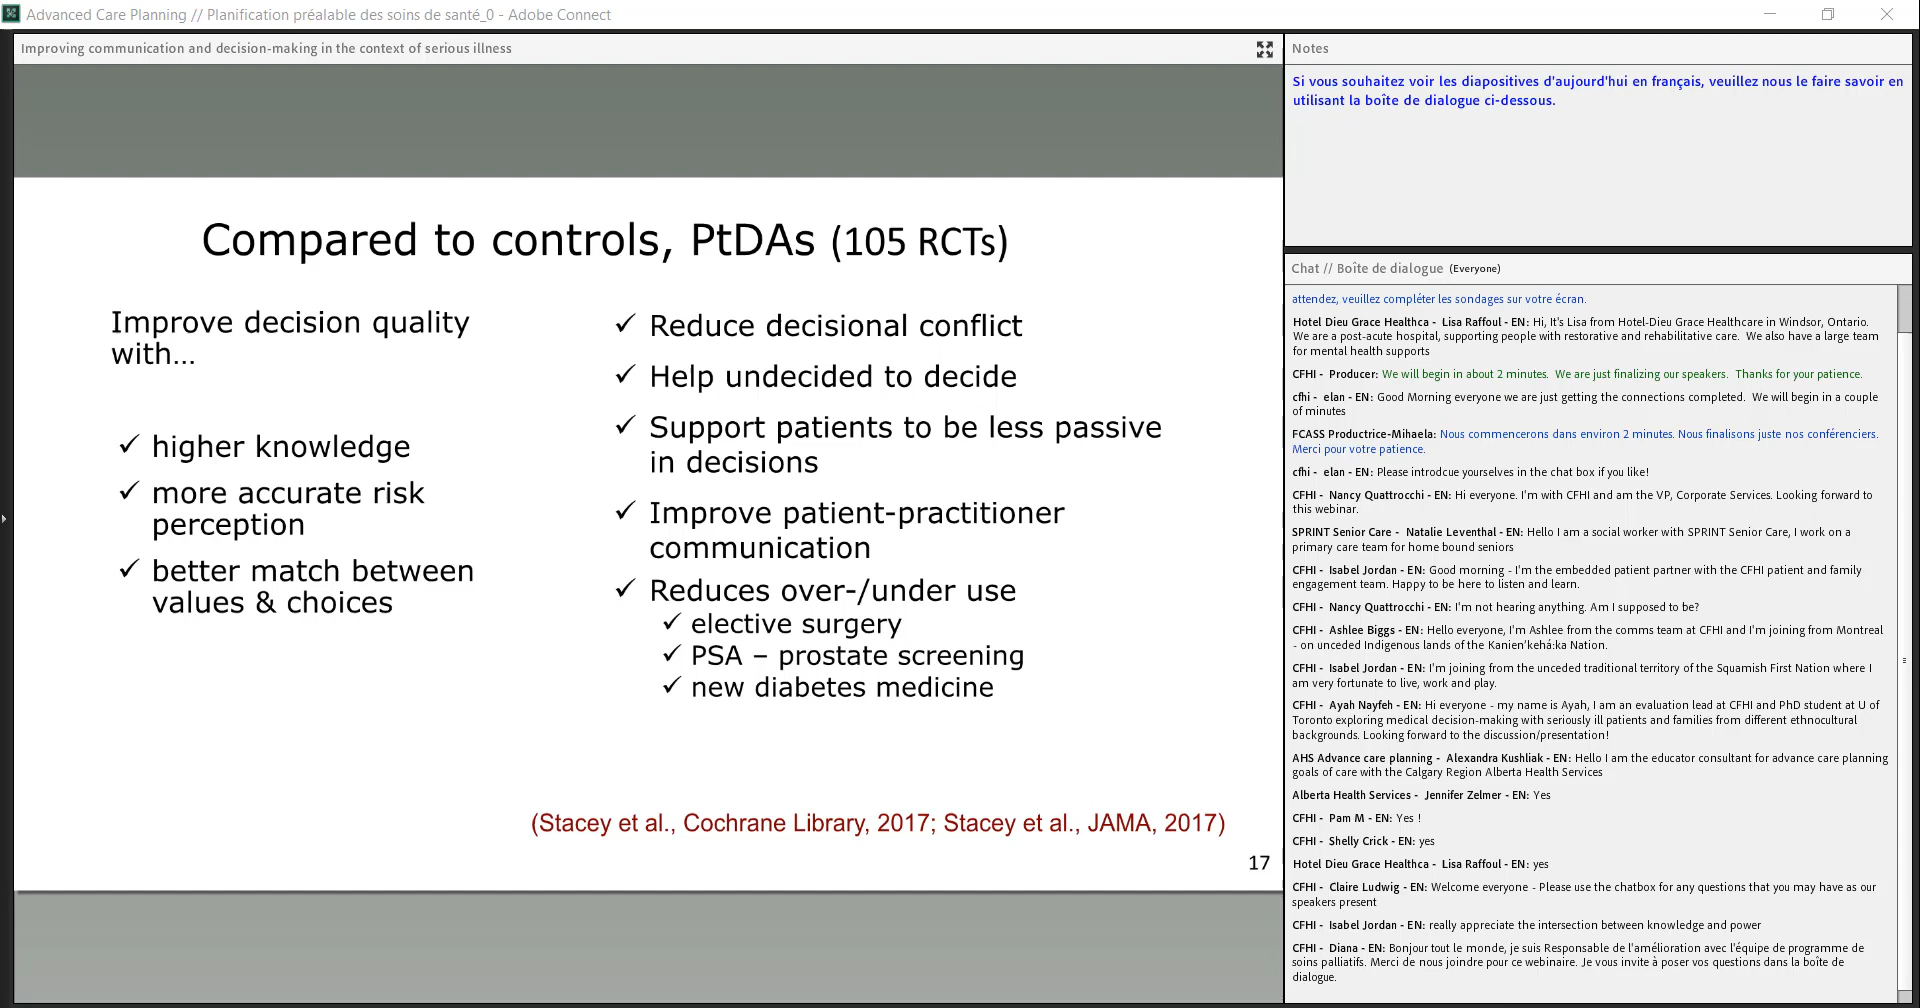 Advanced Care Planning // Planification préalable des soins de santé_0 - Adobe Connect
Improving communication and decision-making in the context of serious illness
Compared to controls, PtDAs (105 RCTs)
Improve decision quality
with...
✓ higher knowledge
✓ more accurate risk
perception
✓ better match between
values & choices
✓ Reduce decisional conflict
✓ Help undecided to decide
✓ Support patients to be less passive
in decisions
✓ Improve patient-practitioner
communication
✓ Reduces over-/under use
✓ elective surgery
✓ PSA – prostate screening
✓ new diabetes medicine
(Stacey et al., Cochrane Library, 2017; Stacey et al., JAMA, 2017)
17
Notes
Si vous souhaitez voir les diapositives d'aujourd'hui en français, veuillez nous le faire savoir en
utilisant la boîte de dialogue ci-dessous.
Chat // Boîte de dialogue (Everyone)
attendez, veuillez compléter les sondages sur votre écran.
Hotel Dieu Grace Healthca - Lisa Raffoul - EN: Hi, It's Lisa from Hotel-Dieu Grace Healthcare in Windsor, Ontario.
We are a post-acute hospital, supporting people with restorative and rehabilitative care. We also have a large team
for mental health supports
CFHI - Producer: We will begin in about 2 minutes. We are just finalizing our speakers. Thanks for your patience.
cfhi - elan - EN: Good Morning everyone we are just getting the connections completed. We will begin in a couple
of minutes
FCASS Productrice-Mihaela: Nous commencerons dans environ 2 minutes. Nous finalisons juste nos conférenciers.
Merci pour votre patience.
cfhi - elan - EN: Please introdcue yourselves in the chat box if you like!
CFHI - Nancy Quattrocchi - EN: Hi everyone. I'm with CFHI and am the VP, Corporate Services. Looking forward to
this webinar.
SPRINT Senior Care - Natalie Leventhal - EN: Hello I am a social worker with SPRINT Senior Care, I work on a
primary care team for home bound seniors
CFHI - Isabel Jordan - EN: Good morning - I'm the embedded patient partner with the CFHI patient and family
engagement team. Happy to be here to listen and learn.
CFHI - Nancy Quattrocchi - EN: I'm not hearing anything. Am I supposed to be?
CFHI - Ashlee Biggs - EN: Hello everyone, I'm Ashlee from the comms team at CFHI and I'm joining from Montreal
- on unceded Indigenous lands of the Kanien'kehá:ka Nation.
CFHI - Isabel Jordan - EN: I'm joining from the unceded traditional territory of the Squamish First Nation where I
am very fortunate to live, work and play.
CFHI - Ayah Nayfeh - EN: Hi everyone - my name is Ayah, I am an evaluation lead at CFHI and PhD student at U of
Toronto exploring medical decision-making with seriously ill patients and families from different ethnocultural
backgrounds. Looking forward to the discussion/presentation!
AHS Advance care planning - Alexandra Kushliak - EN: Hello I am the educator consultant for advance care planning
goals of care with the Calgary Region Alberta Health Services
Alberta Health Services - Jennifer Zelmer - EN: Yes
CFHI - Pam M - EN: Yes !
CFHI - Shelly Crick - EN: yes
Hotel Dieu Grace Healthca - Lisa Raffoul - EN: yes
CFHI - Claire Ludwig - EN: Welcome everyone - Please use the chatbox for any questions that you may have as our
speakers present
CFHI - Isabel Jordan - EN: really appreciate the intersection between knowledge and power
CFHI - Diana - EN: Bonjour tout le monde, je suis Responsable de l'amélioration avec l'équipe de programme de
soins palliatifs. Merci de nous joindre pour ce webinaire. Je vous invite à poser vos questions dans la boîte de
dialogue.